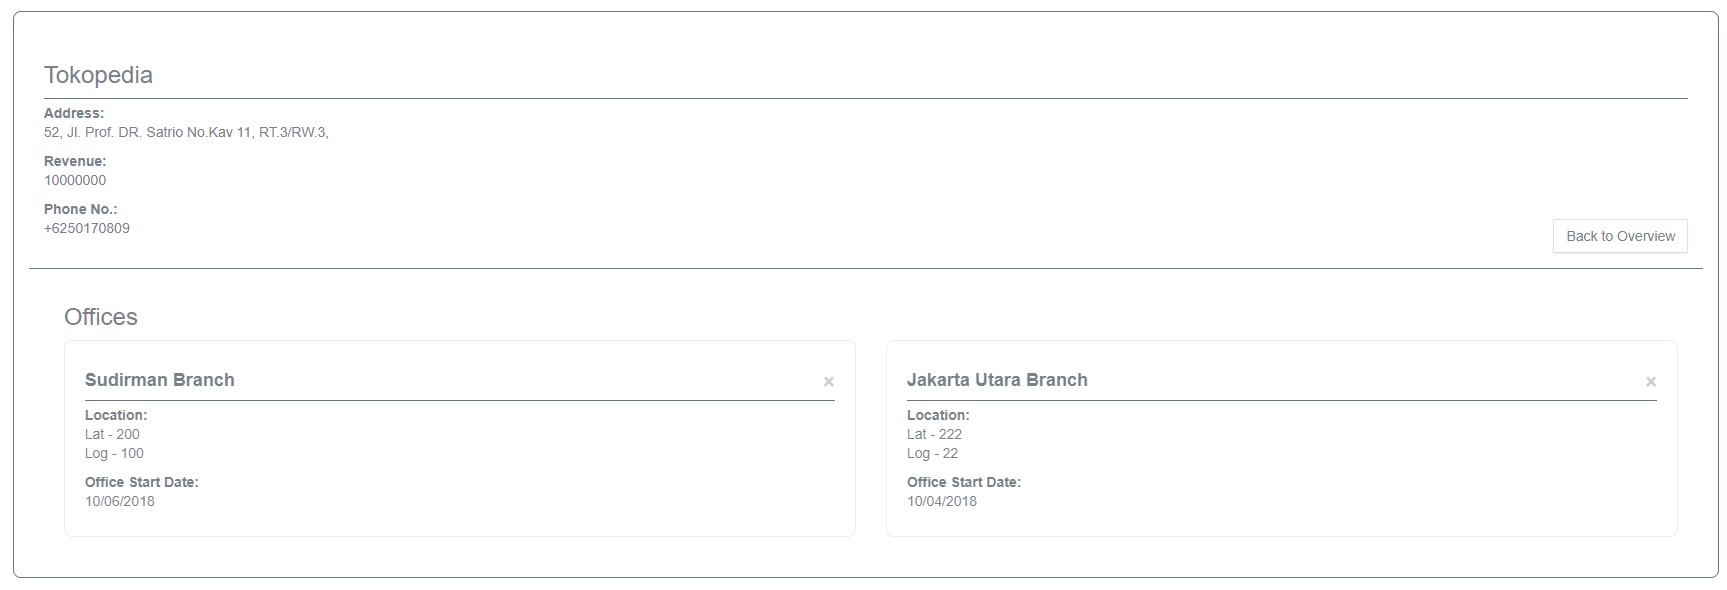 Tokopedia
Address:
52, Jl. Prof. DR. Satrio No.Kav 11, RT.3/RW.3,
Revenue:
10000000
Phone No.:
+6250170809
Back to Overview
Offices
Sudirman Branch ×
Location:
Lat - 200
Log - 100
Office Start Date:
10/06/2018
Jakarta Utara Branch ×
Location:
Lat - 222
Log - 22
Office Start Date:
10/04/2018